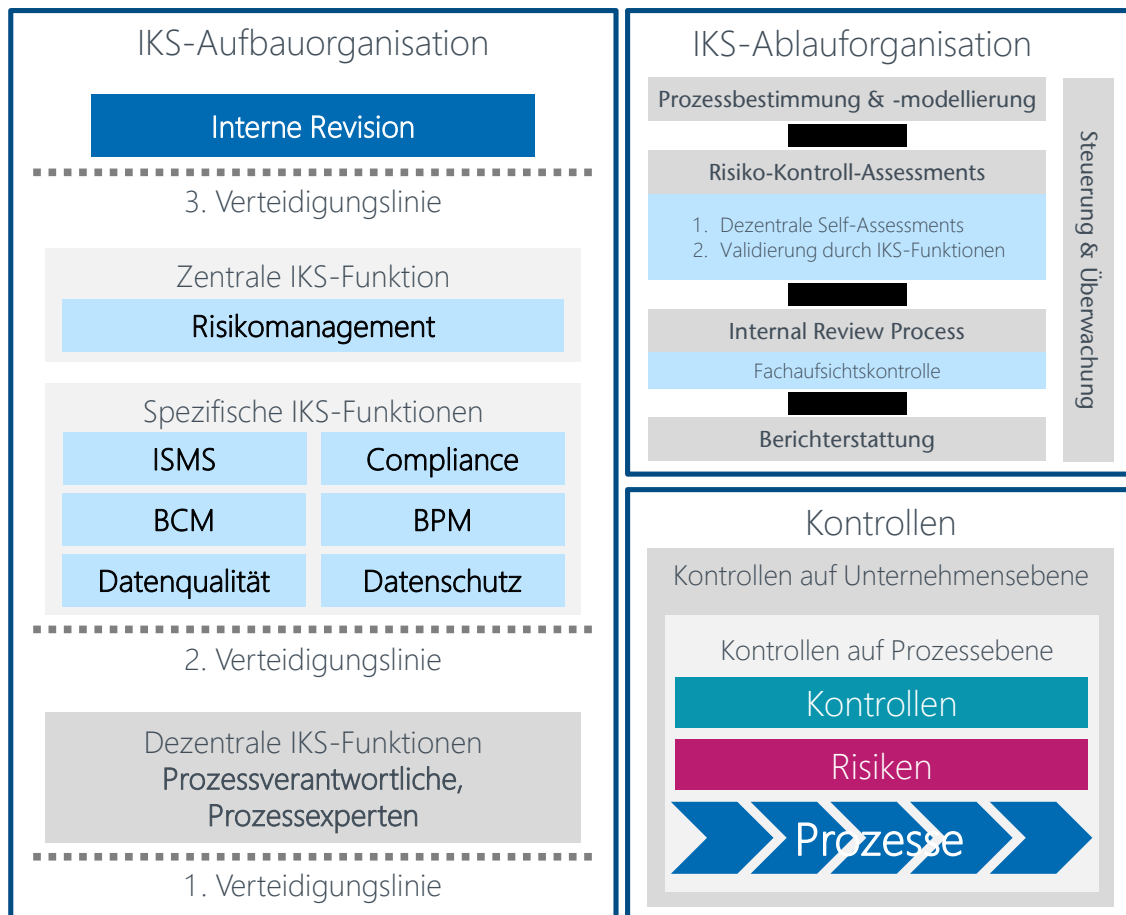 IKS-Aufbauorganisation
Interne Revision
3. Verteidigungslinie
Zentrale IKS-Funktion
Risikomanagement
Spezifische IKS-Funktionen
ISMS
Compliance
BCM
BPM
Datenqualität
Datenschutz
2. Verteidigungslinie
Dezentrale IKS-Funktionen
Prozessverantwortliche,
Prozessexperten
1. Verteidigungslinie
IKS-Ablauforganisation
Prozessbestimmung & -modellierung
Risiko-Kontroll-Assessments
1. Dezentrale Self-Assessments
2. Validierung durch IKS-Funktionen
Internal Review Process
Fachaufsichtskontrolle
Berichterstattung
Steuerung & Überwachung
Kontrollen
Kontrollen auf Unternehmensebene
Kontrollen auf Prozessebene
Kontrollen
Risiken
Prozesse